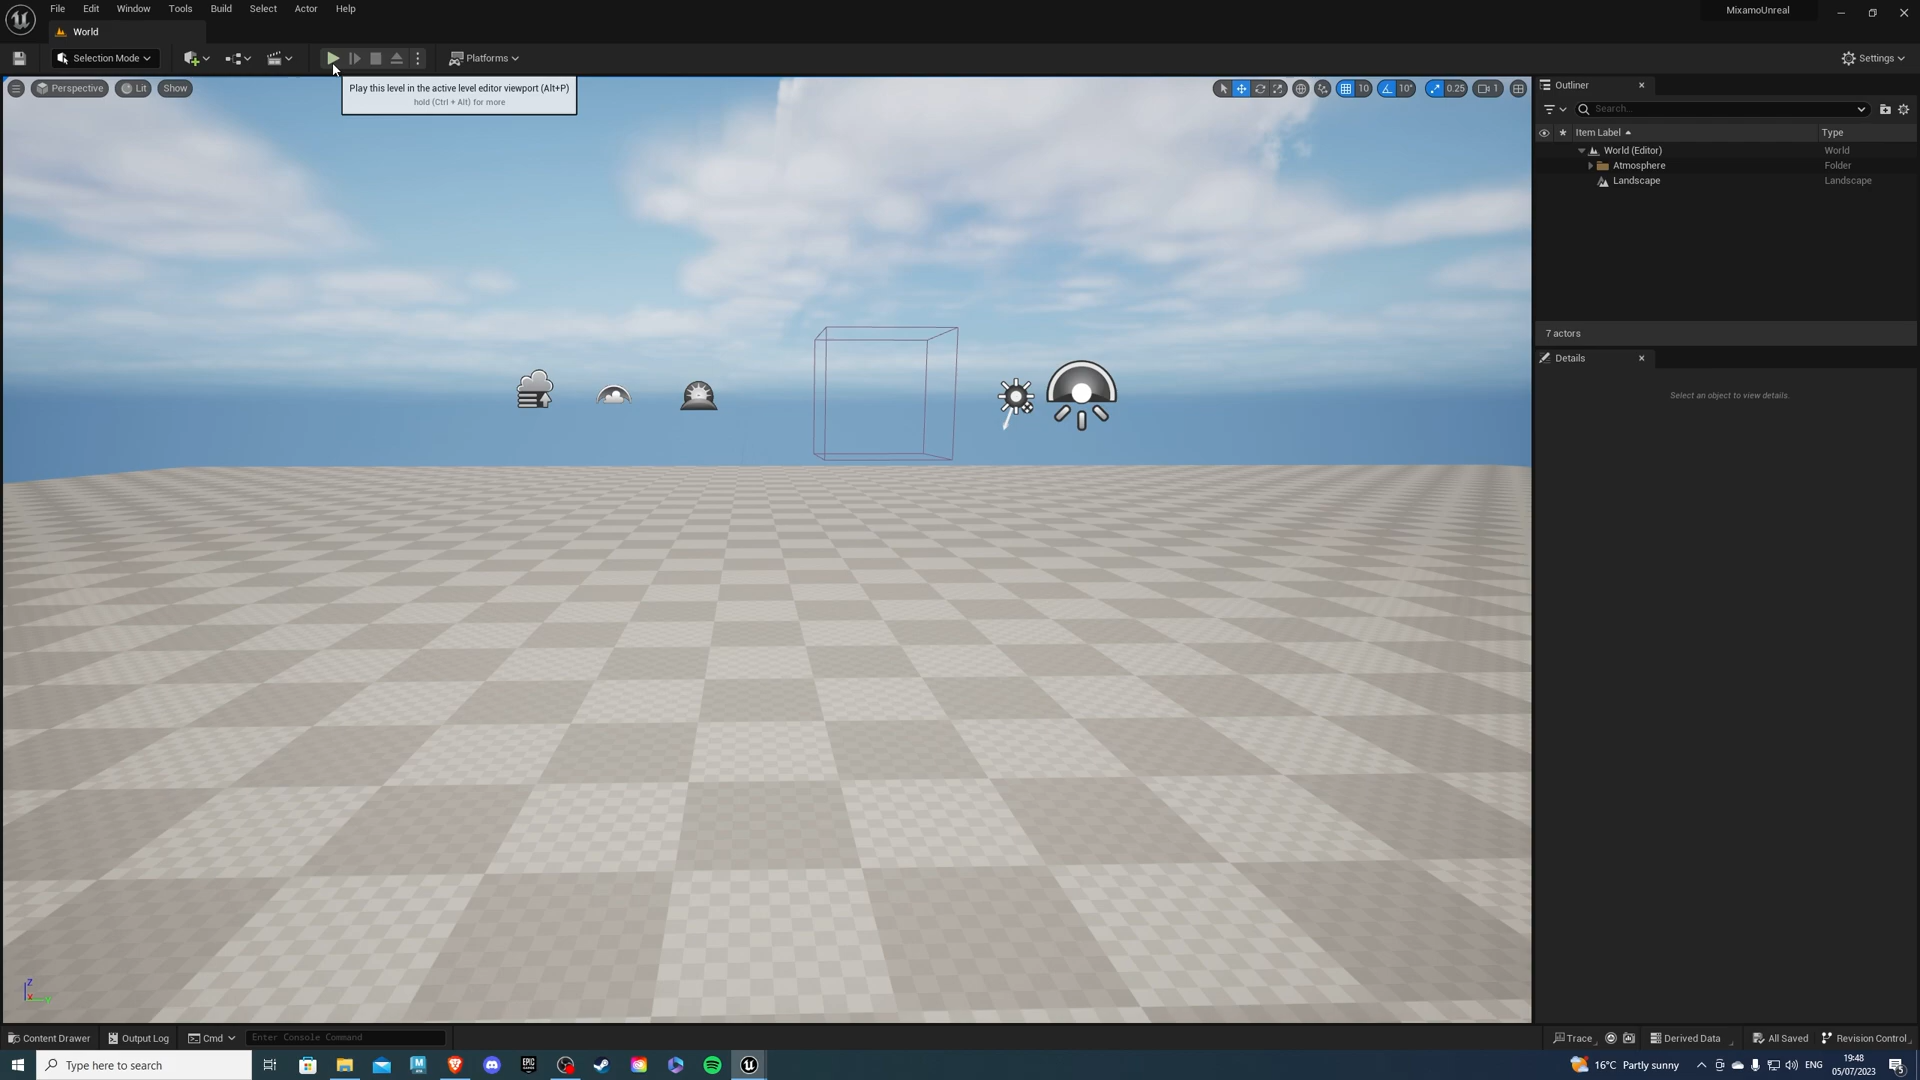 File Edit Window Tools Build Select Actor Help
MixamoUnreal
World
Selection Mode
Platforms
Settings
Perspective
Lit
Show
Play this level in the active level editor viewport (Alt+P)
hold (Ctrl + Alt) for more
10
10°
0.25
1
Outliner
Search...
Item Label
Type
World (Editor)
World
Atmosphere
Folder
Landscape
Landscape
7 actors
Details
Select an object to view details.
Z
X
Y
Content Drawer
Output Log
Cmd
Enter Console Command
Trace
Derived Data
All Saved
Revision Control
Type here to search
M
EPIC GAMES
16°C Partly sunny
ENG
19:48
05/07/2023
5